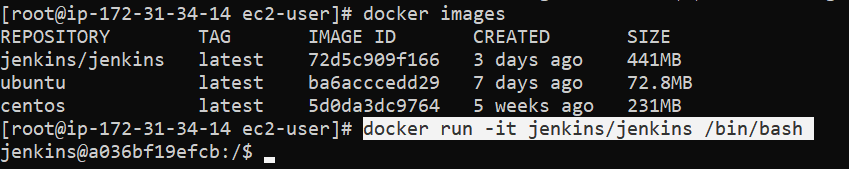 [root@ip-172-31-34-14 ec2-user]# docker images
REPOSITORY TAG IMAGE ID CREATED SIZE
jenkins/jenkins latest 72d5c909f166 3 days ago 441MB
ubuntu latest ba6acccedd29 7 days ago 72.8MB
centos latest 5d0da3dc9764 5 weeks ago 231MB
[root@ip-172-31-34-14 ec2-user]# docker run -it jenkins/jenkins /bin/bash
jenkins@a036bf19efcb:/$